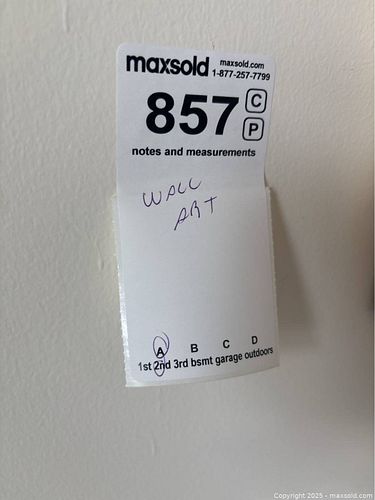 maxsold maxsold.com
1-877-257-7799
857 C
P
notes and measurements
WALL
ART
A B C D
1st 2nd 3rd bsmt garage outdoors
Copyright 2025 - maxsold.com